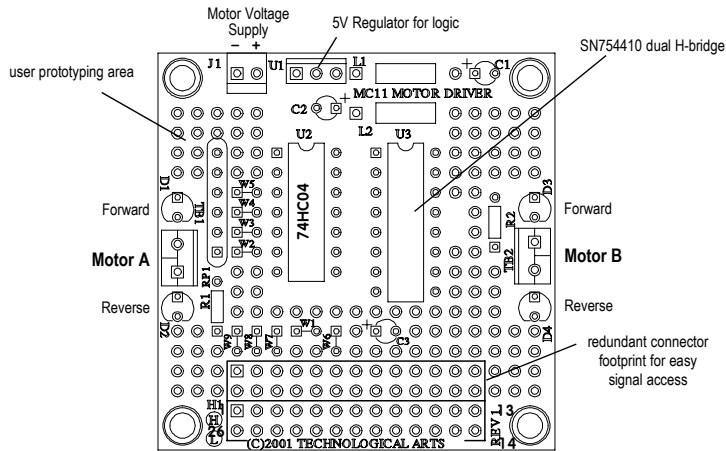 Motor Voltage
Supply
5V Regulator for logic
SN754410 dual H-bridge
user prototyping area
J1
− +
U1
L1
+
C1
MC11 MOTOR DRIVER
C2
+
L2
U2
U3
74HC04
D1
Forward
TB1
W5
W4
W3
W2
Motor A
RP1
R1
Reverse
D2
D3
Forward
R2
TB2
Motor B
Reverse
D4
W9
W8
W7
W1
W6
+
C3
redundant connector
footprint for easy
signal access
H1
1
H
26
L
13
REV 1
14
(C)2001 TECHNOLOGICAL ARTS